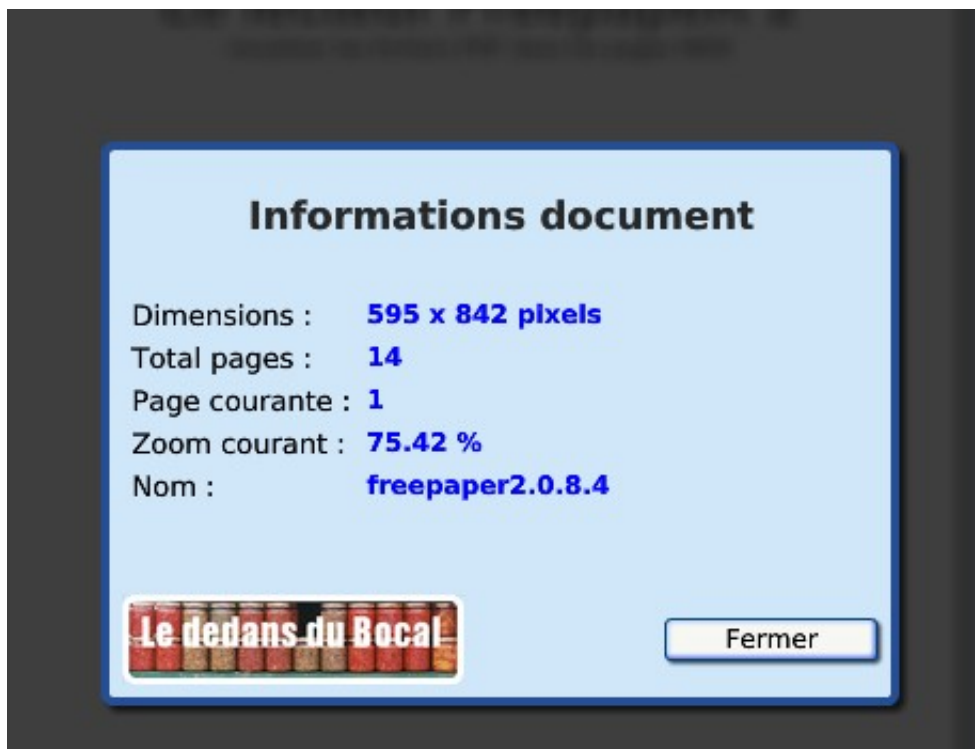 Informations document
Dimensions : 595 x 842 pixels
Total pages : 14
Page courante : 1
Zoom courant : 75.42 %
Nom : freepaper2.0.8.4
Le dedans du Bocal
Fermer